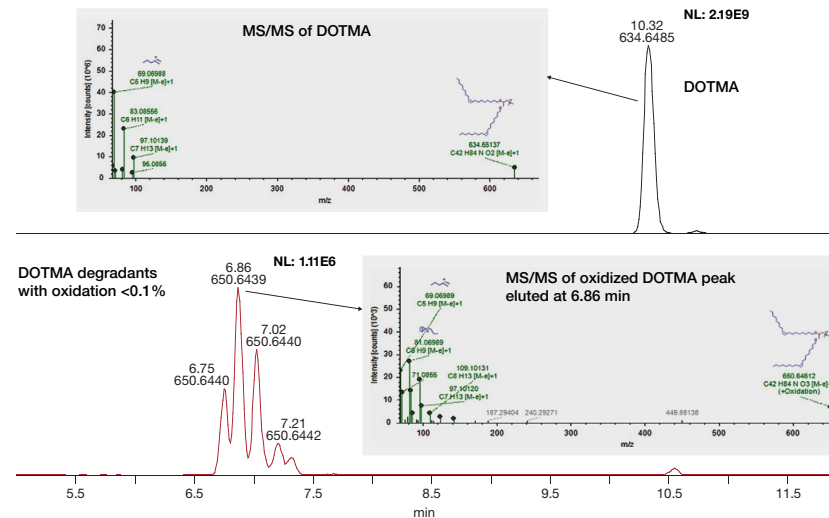 NL: 2.19E9
10.32
634.6485
DOTMA
MS/MS of DOTMA
Intensity [counts] (10^6)
70
60
50
40
30
20
10
0
69.06988
C5 H9 [M-e]+1
83.08556
C6 H11 [M-e]+1
97.10139
C7 H13 [M-e]+1
95.0856
634.65137
C42 H84 N O2 [M-e]+1
100 200 300 400 500 600
m/z
DOTMA degradants
with oxidation <0.1%
NL: 1.11E6
6.86
650.6439
7.02
650.6440
6.75
650.6440
7.21
650.6442
MS/MS of oxidized DOTMA peak
eluted at 6.86 min
Intensity [counts] (10^3)
60
50
40
30
20
10
0
69.06989
C5 H9 [M-e]+1
81.06989
C6 H9 [M-e]+1
71.0855
109.10131
C8 H13 [M-e]+1
97.10120
C7 H13 [M-e]+1
187.29404
240.29271
449.88138
650.64612
C42 H84 N O3 [M-e]
(+Oxidation)
100 200 300 400 500 600
m/z
5.5 6.5 7.5 8.5 9.5 10.5 11.5
min